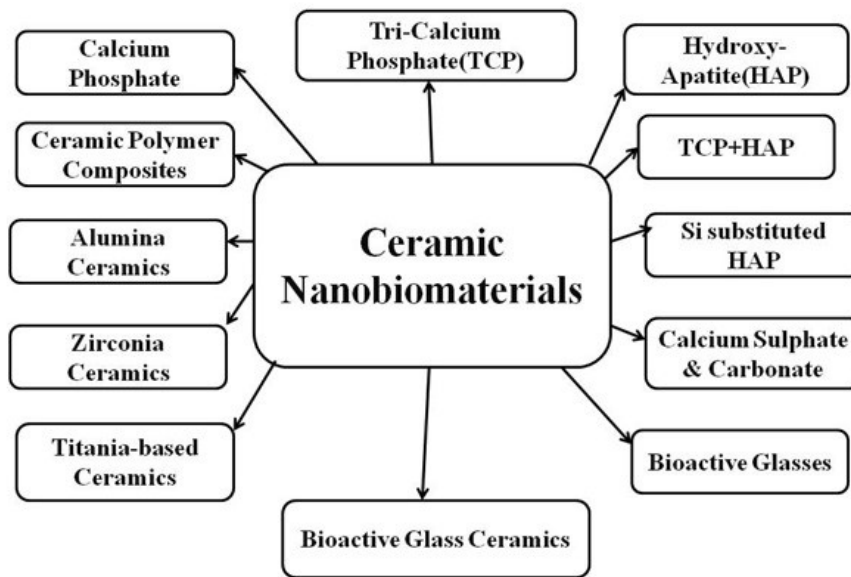 Calcium
Phosphate
Tri-Calcium
Phosphate(TCP)
Hydroxy-
Apatite(HAP)
Ceramic Polymer
Composites
TCP+HAP
Alumina
Ceramics
Ceramic
Nanobiomaterials
Si substituted
HAP
Zirconia
Ceramics
Calcium Sulphate
& Carbonate
Titania-based
Ceramics
Bioactive Glasses
Bioactive Glass Ceramics